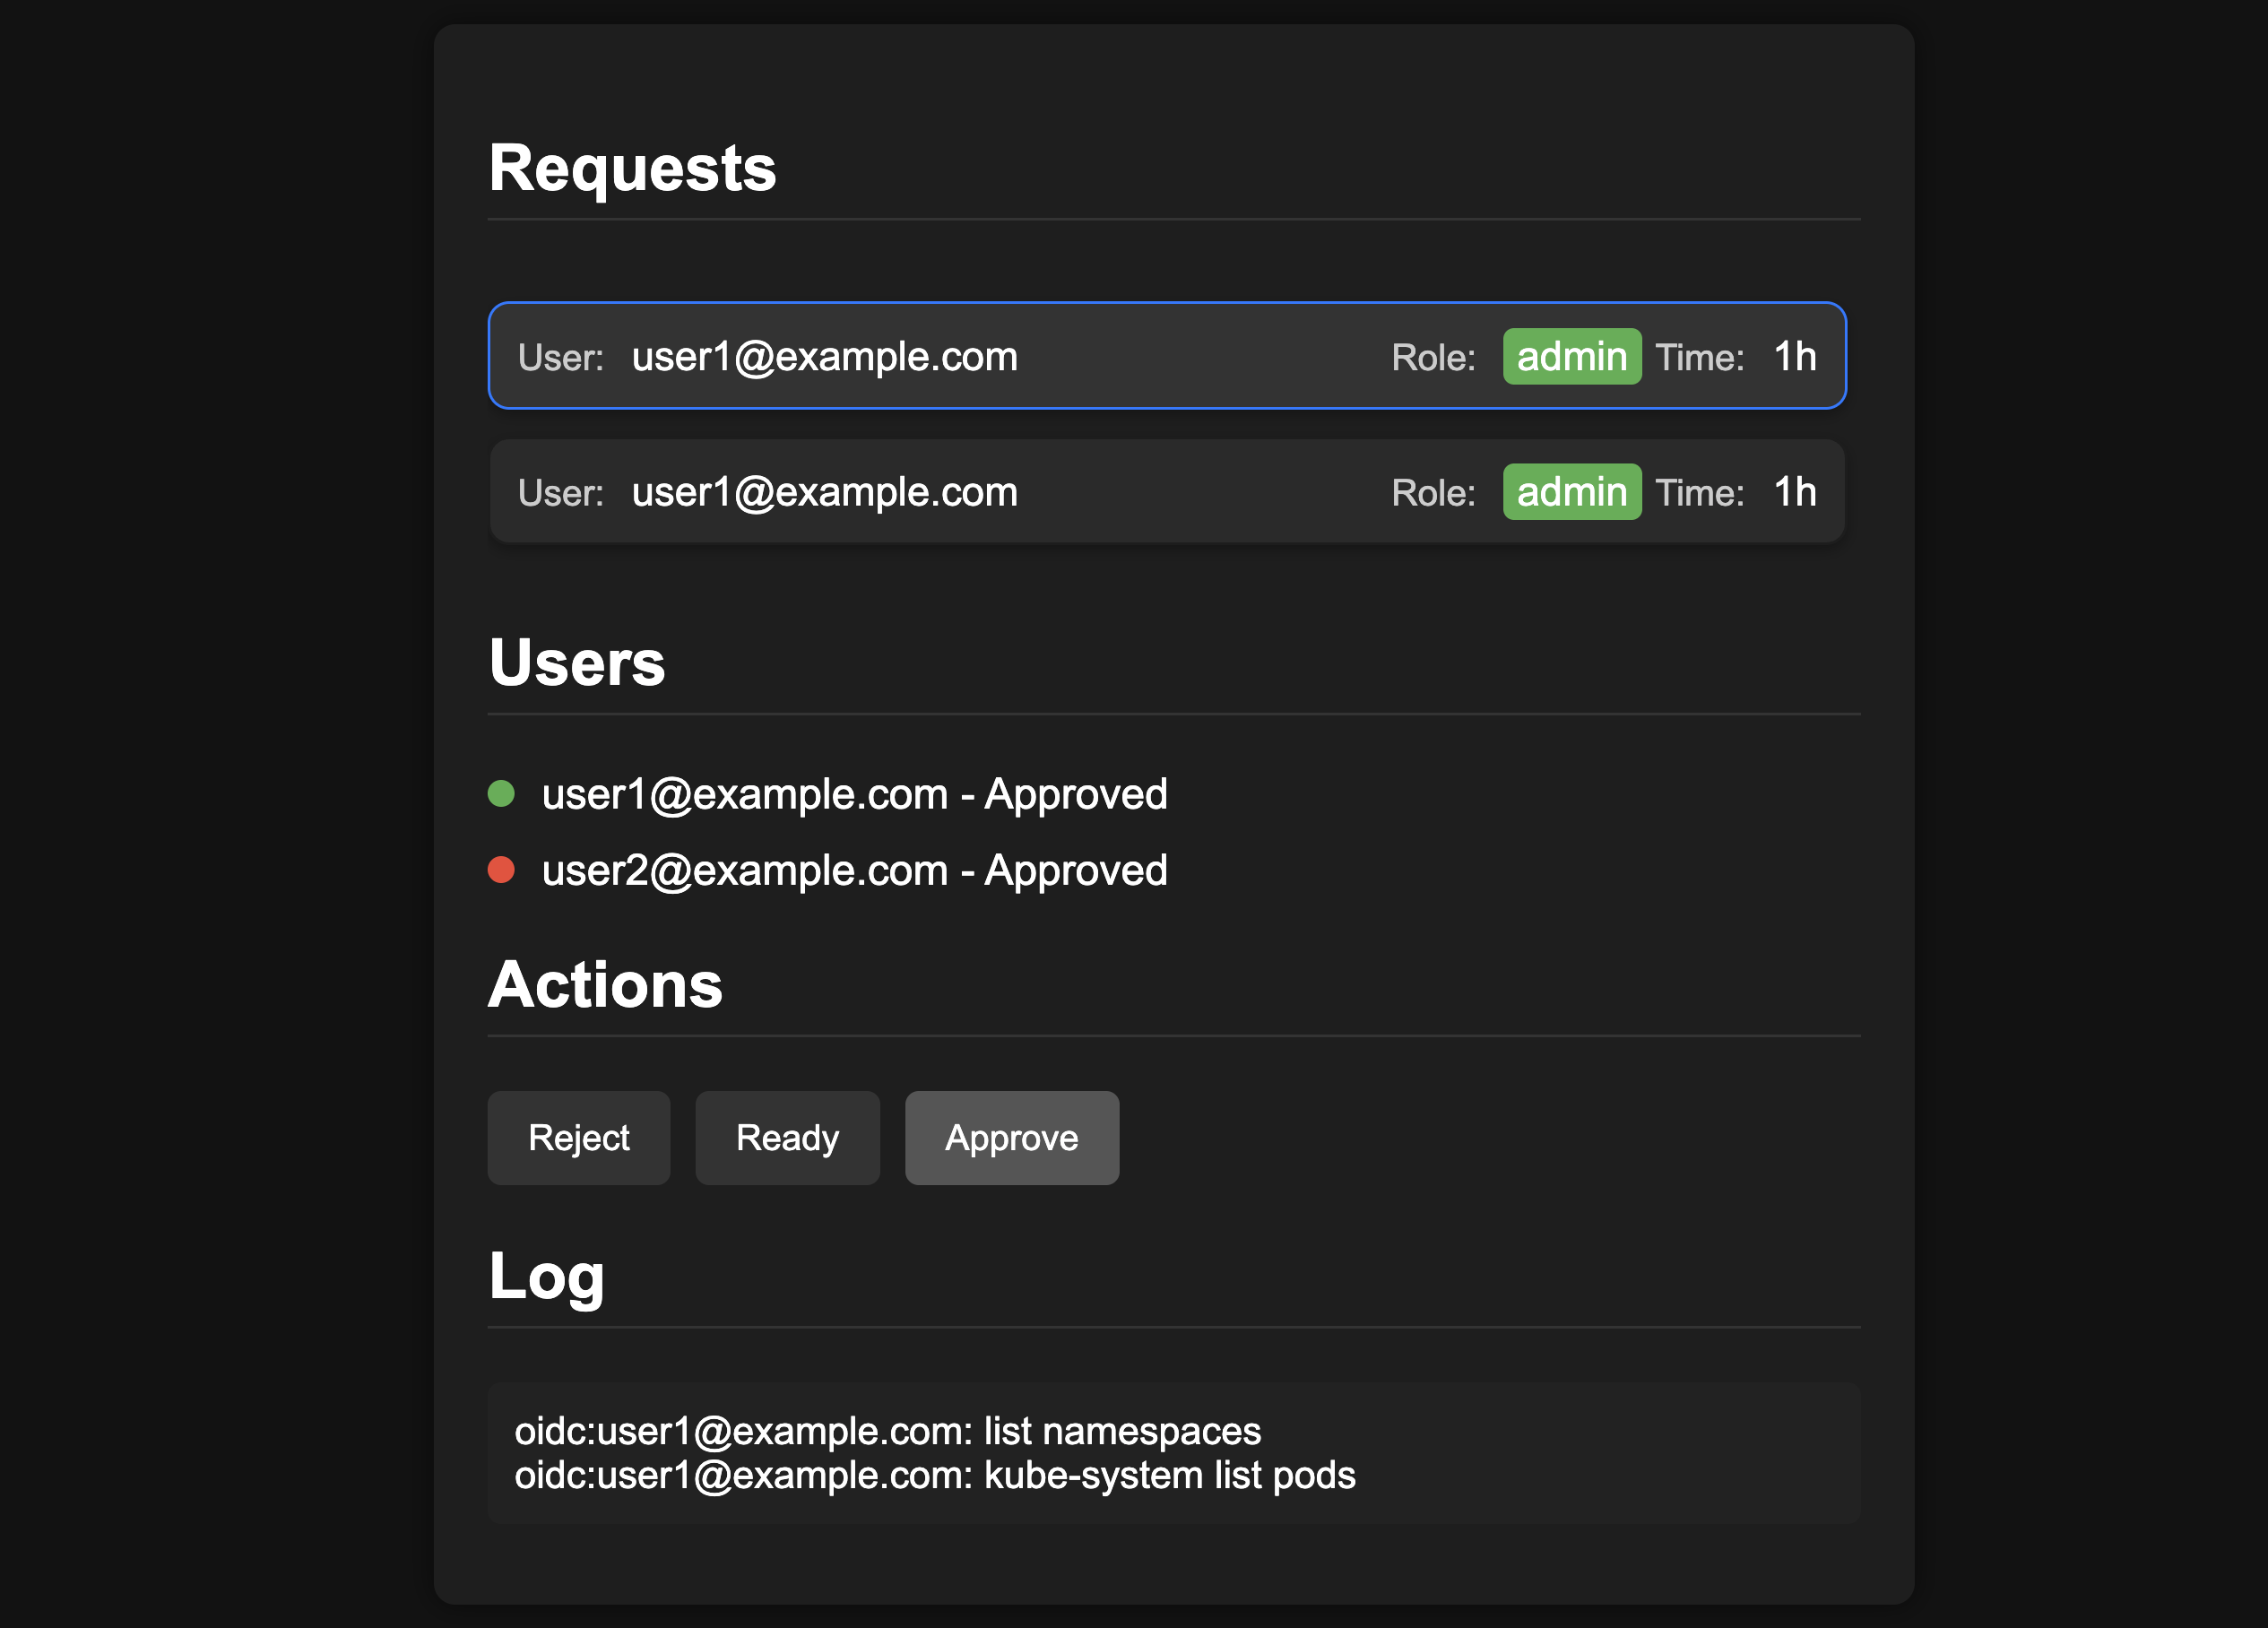 Requests
User: user1@example.com Role: admin Time: 1h
User: user1@example.com Role: admin Time: 1h
Users
user1@example.com - Approved
user2@example.com - Approved
Actions
Reject Ready Approve
Log
oidc:user1@example.com: list namespaces
oidc:user1@example.com: kube-system list pods